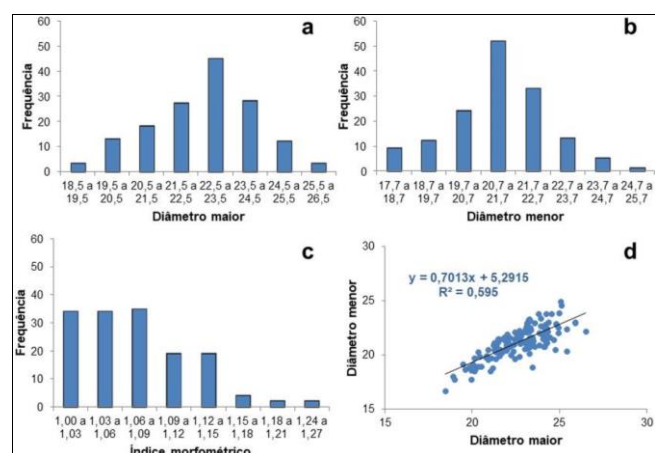 a
60
50
40
30
20
10
0
Frequência
18,5 a 19,5 a 20,5 a 21,5 a 22,5 a 23,5 a 24,5 a 25,5 a
19,5 20,5 21,5 22,5 23,5 24,5 25,5 26,5
Diâmetro maior
b
60
50
40
30
20
10
0
Frequência
17,7 a 18,7 a 19,7 a 20,7 a 21,7 a 22,7 a 23,7 a 24,7 a
18,7 19,7 20,7 21,7 22,7 23,7 24,7 25,7
Diâmetro menor
c
60
40
20
0
Frequência
1,00 a 1,03 a 1,06 a 1,09 a 1,12 a 1,15 a 1,18 a 1,24 a
1,03 1,06 1,09 1,12 1,15 1,18 1,21 1,27
Índice morfométrico
d
30
25
20
15
Diâmetro menor
y = 0,7013x + 5,2915
R² = 0,595
15 20 25 30
Diâmetro maior